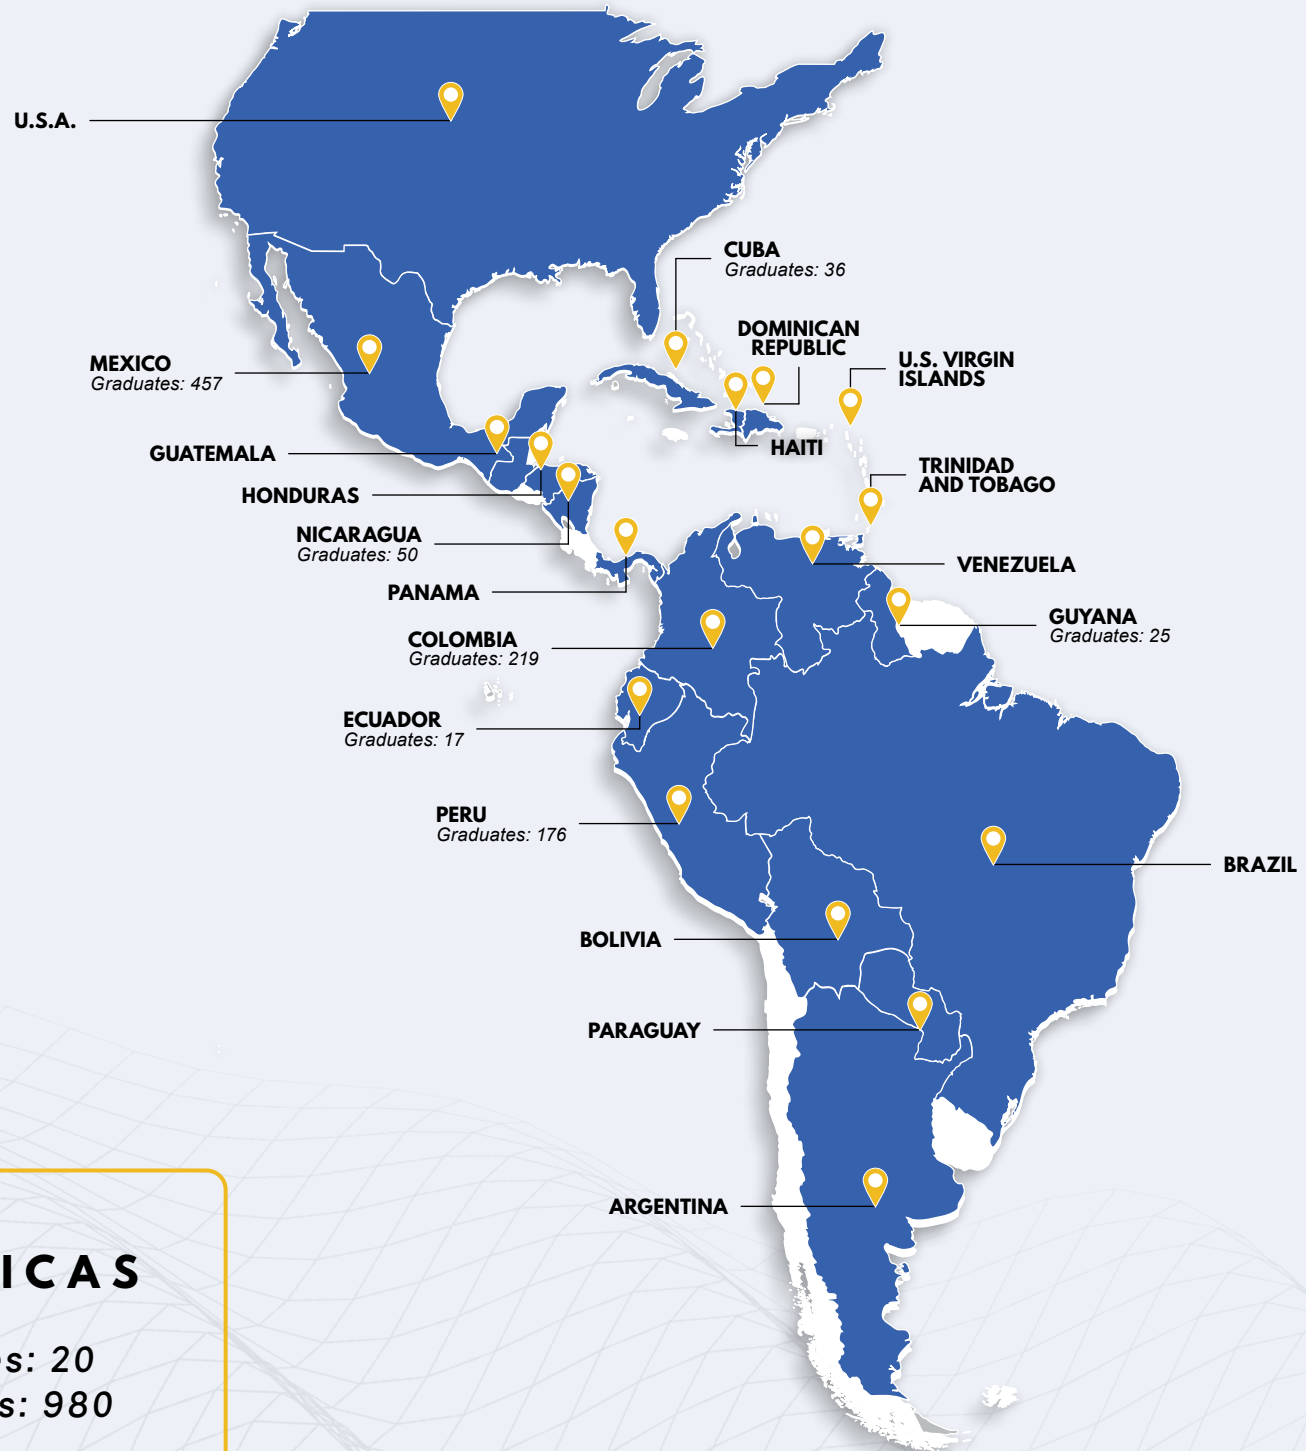 U.S.A.
CUBA
Graduates: 36
DOMINICAN
REPUBLIC
U.S. VIRGIN
ISLANDS
MEXICO
Graduates: 457
GUATEMALA
HAITI
HONDURAS
TRINIDAD
AND TOBAGO
NICARAGUA
Graduates: 50
VENEZUELA
PANAMA
GUYANA
Graduates: 25
COLOMBIA
Graduates: 219
ECUADOR
Graduates: 17
PERU
Graduates: 176
BRAZIL
BOLIVIA
PARAGUAY
ARGENTINA
ICAS
s: 20
s: 980